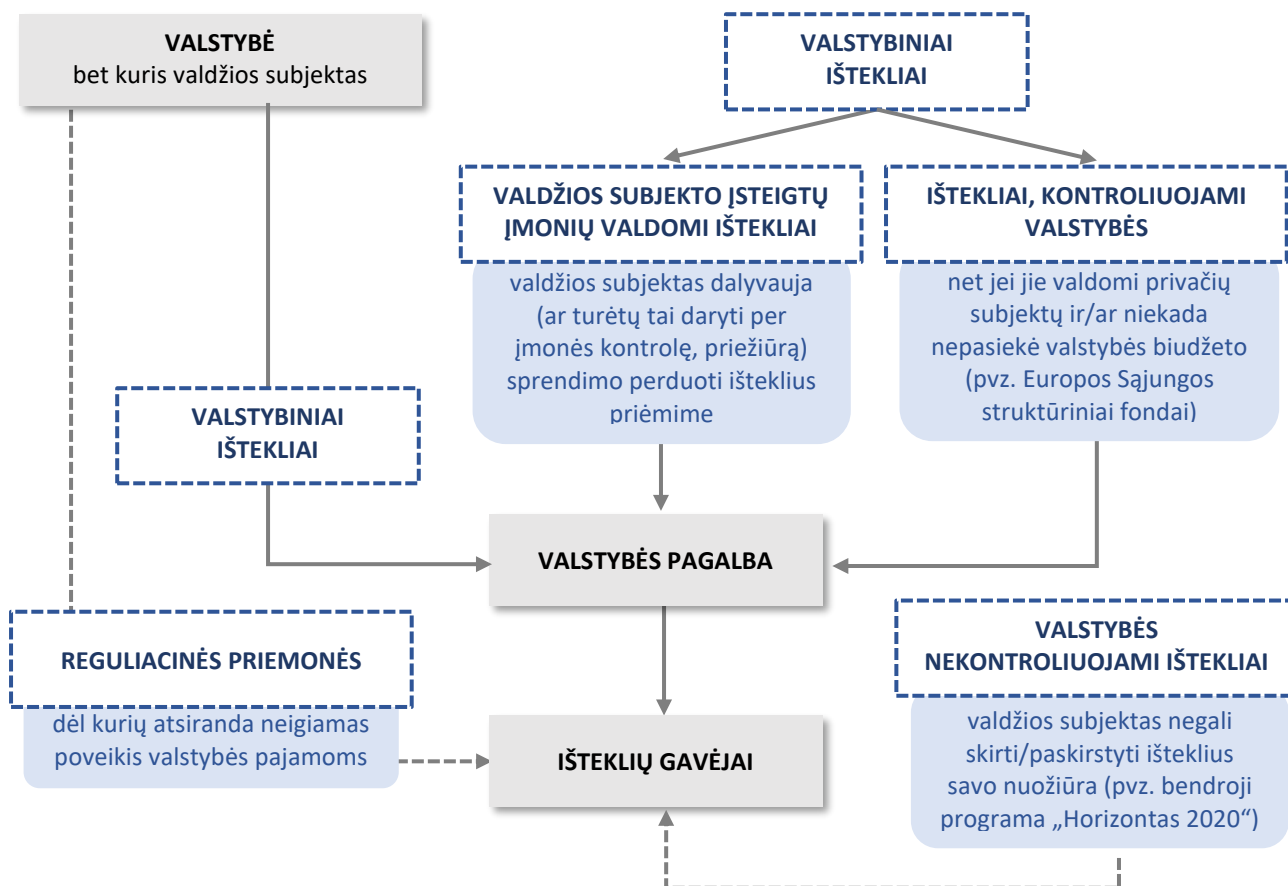 VALSTYBĖ
bet kuris valdžios subjektas
VALSTYBINIAI
IŠTEKLIAI
VALDŽIOS SUBJEKTO ĮSTEIGTŲ
ĮMONIŲ VALDOMI IŠTEKLIAI
valdžios subjektas dalyvauja
(ar turėtų tai daryti per
įmonės kontrolę, priežiūrą)
sprendimo perduoti išteklius
priėmime
IŠTEKLIAI, KONTROLIUOJAMI
VALSTYBĖS
net jei jie valdomi privačių
subjektų ir/ar niekada
nepasiekė valstybės biudžeto
(pvz. Europos Sąjungos
struktūriniai fondai)
VALSTYBINIAI
IŠTEKLIAI
VALSTYBĖS PAGALBA
REGULIACINĖS PRIEMONĖS
dėl kurių atsiranda neigiamas
poveikis valstybės pajamoms
IŠTEKLIŲ GAVĖJAI
VALSTYBĖS
NEKONTROLIUOJAMI IŠTEKLIAI
valdžios subjektas negali
skirti/paskirstyti išteklius
savo nuožiūra (pvz. bendroji
programa „Horizontas 2020“)